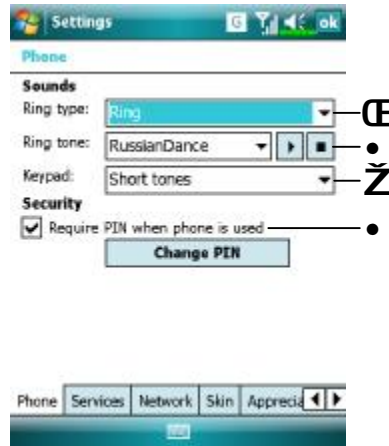 Settings G ok
Phone
Sounds
Ring type: Ring Œ
Ring tone: RussianDance •
Keypad: Short tones Ž
Security
Require PIN when phone is used •
Change PIN
Phone Services Network Skin Apprecia